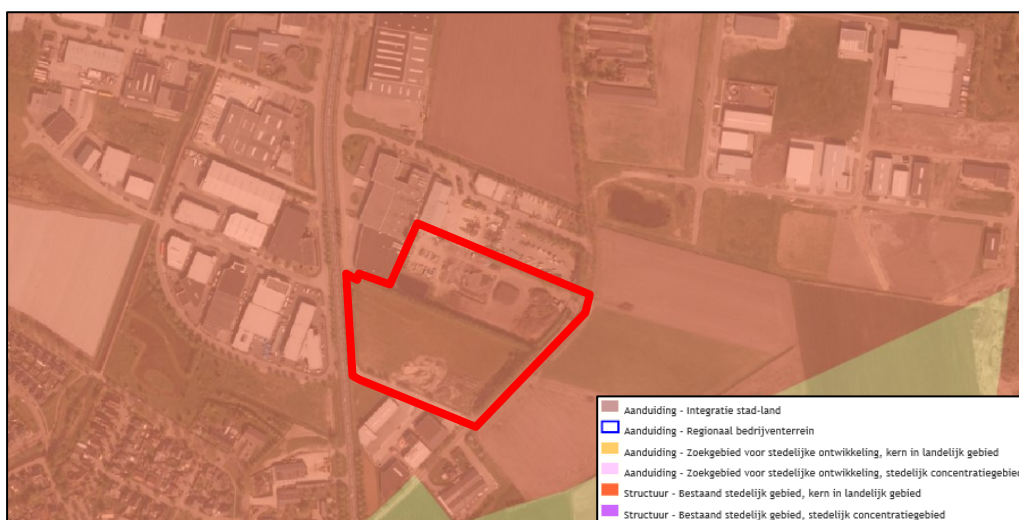 Aanduiding - Integratie stad-land
Aanduiding - Regionaal bedrijventerrein
Aanduiding - Zoekgebied voor stedelijke ontwikkeling, kern in landelijk gebied
Aanduiding - Zoekgebied voor stedelijke ontwikkeling, stedelijk concentratiegebied
Structuur - Bestaand stedelijk gebied, kern in landelijk gebied
Structuur - Bestaand stedelijk gebied, stedelijk concentratiegebied